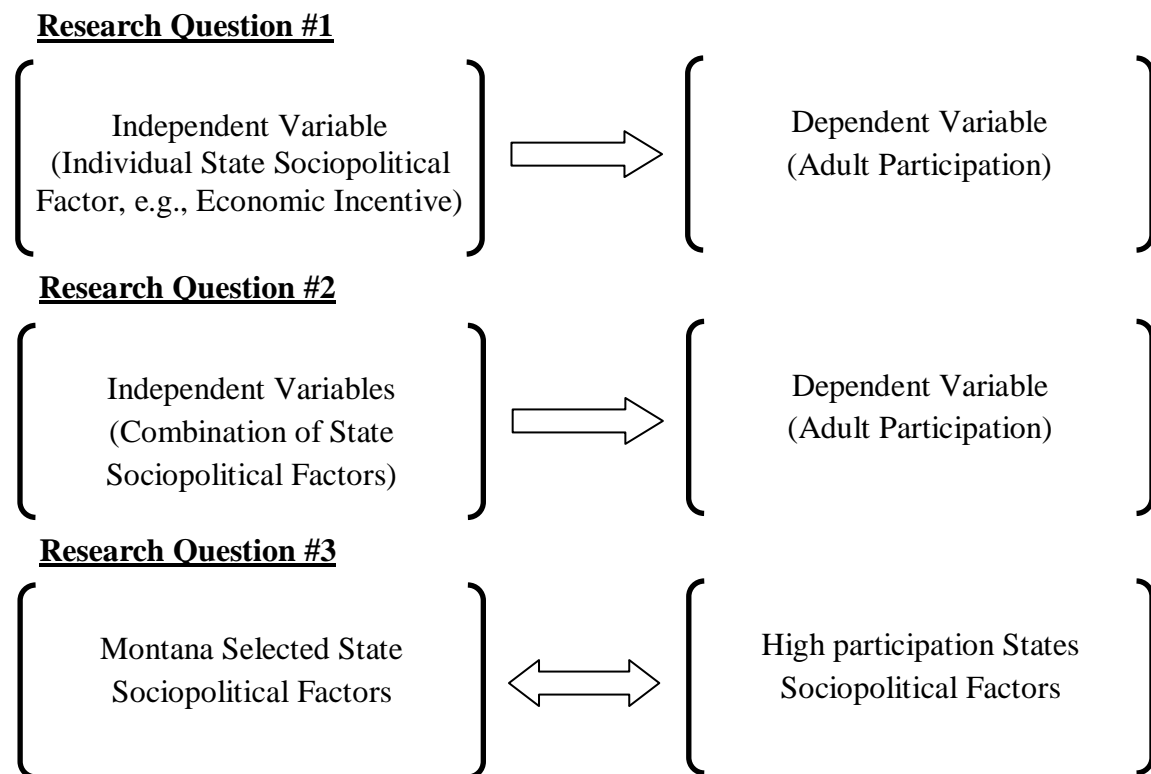 Research Question #1
Independent Variable
(Individual State Sociopolitical
Factor, e.g., Economic Incentive)
Dependent Variable
(Adult Participation)
Research Question #2
Independent Variables
(Combination of State
Sociopolitical Factors)
Dependent Variable
(Adult Participation)
Research Question #3
Montana Selected State
Sociopolitical Factors
High participation States
Sociopolitical Factors